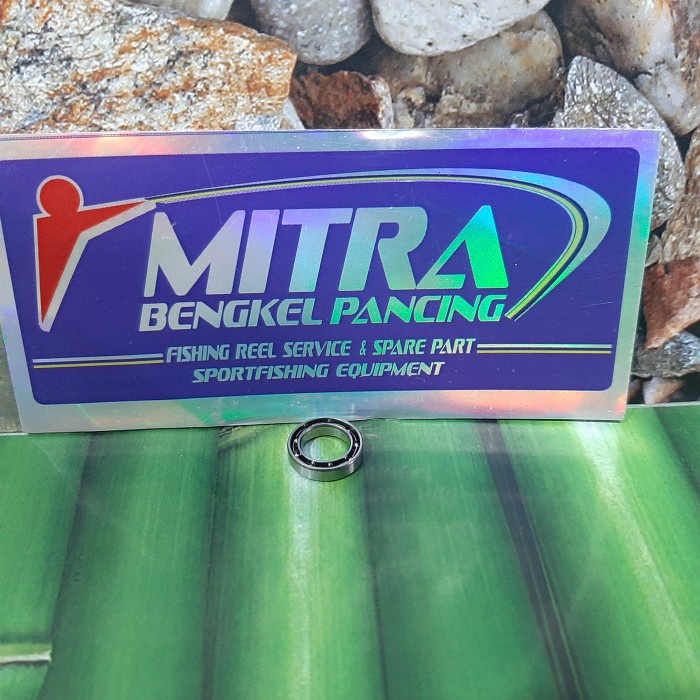 MITRA
BENGKEL PANCING
FISHING REEL SERVICE & SPARE PART
SPORTFISHING EQUIPMENT